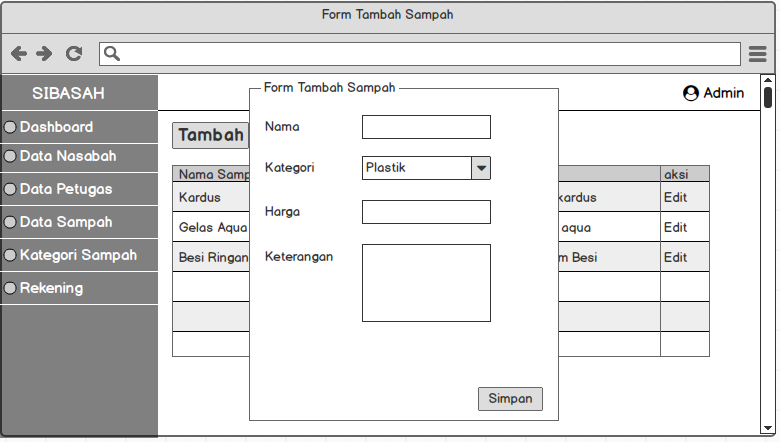 Form Tambah Sampah
SIBASAH
Admin
Dashboard
Data Nasabah
Data Petugas
Data Sampah
Kategori Sampah
Rekening
Tambah
Nama Samp
aksi
Kardus
kardus
Edit
Gelas Aqua
aqua
Edit
Besi Ringan
m Besi
Edit
Form Tambah Sampah
Nama
Kategori
Plastik
Harga
Keterangan
Simpan